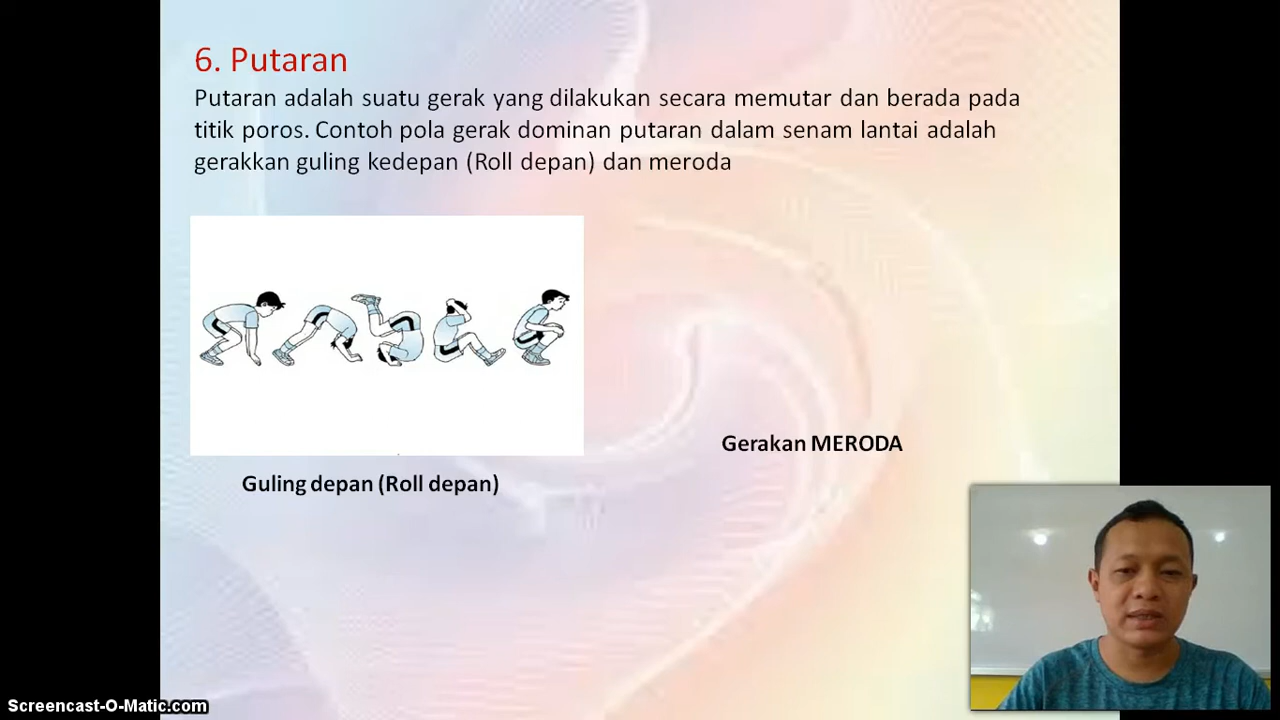 6. Putaran
Putaran adalah suatu gerak yang dilakukan secara memutar dan berada pada
titik poros. Contoh pola gerak dominan putaran dalam senam lantai adalah
gerakkan guling kedepan (Roll depan) dan meroda
Gerakan MERODA
Guling depan (Roll depan)
Screencast-O-Matic.com